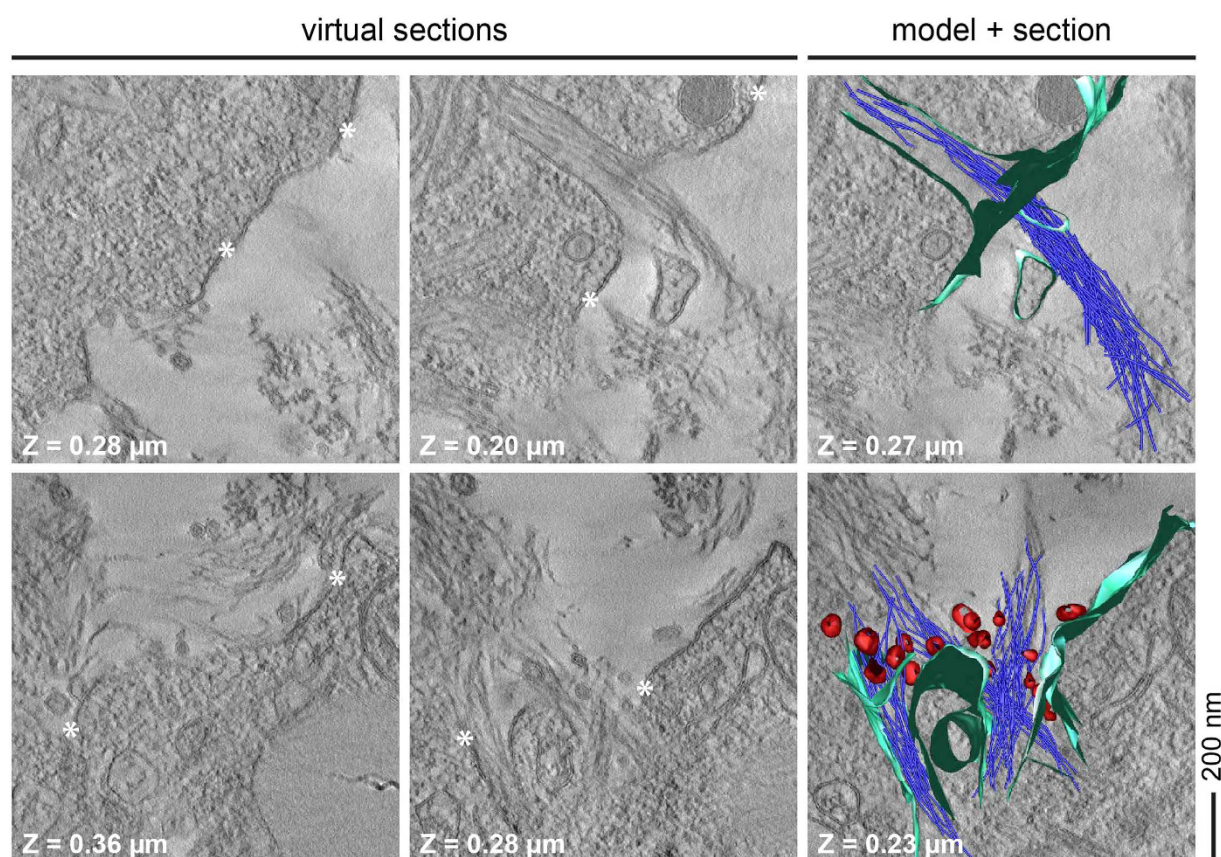 virtual sections
model + section
*
*
Z = 0.28 µm
*
*
Z = 0.20 µm
Z = 0.27 µm
*
*
Z = 0.36 µm
*
*
Z = 0.28 µm
Z = 0.23 µm
200 nm